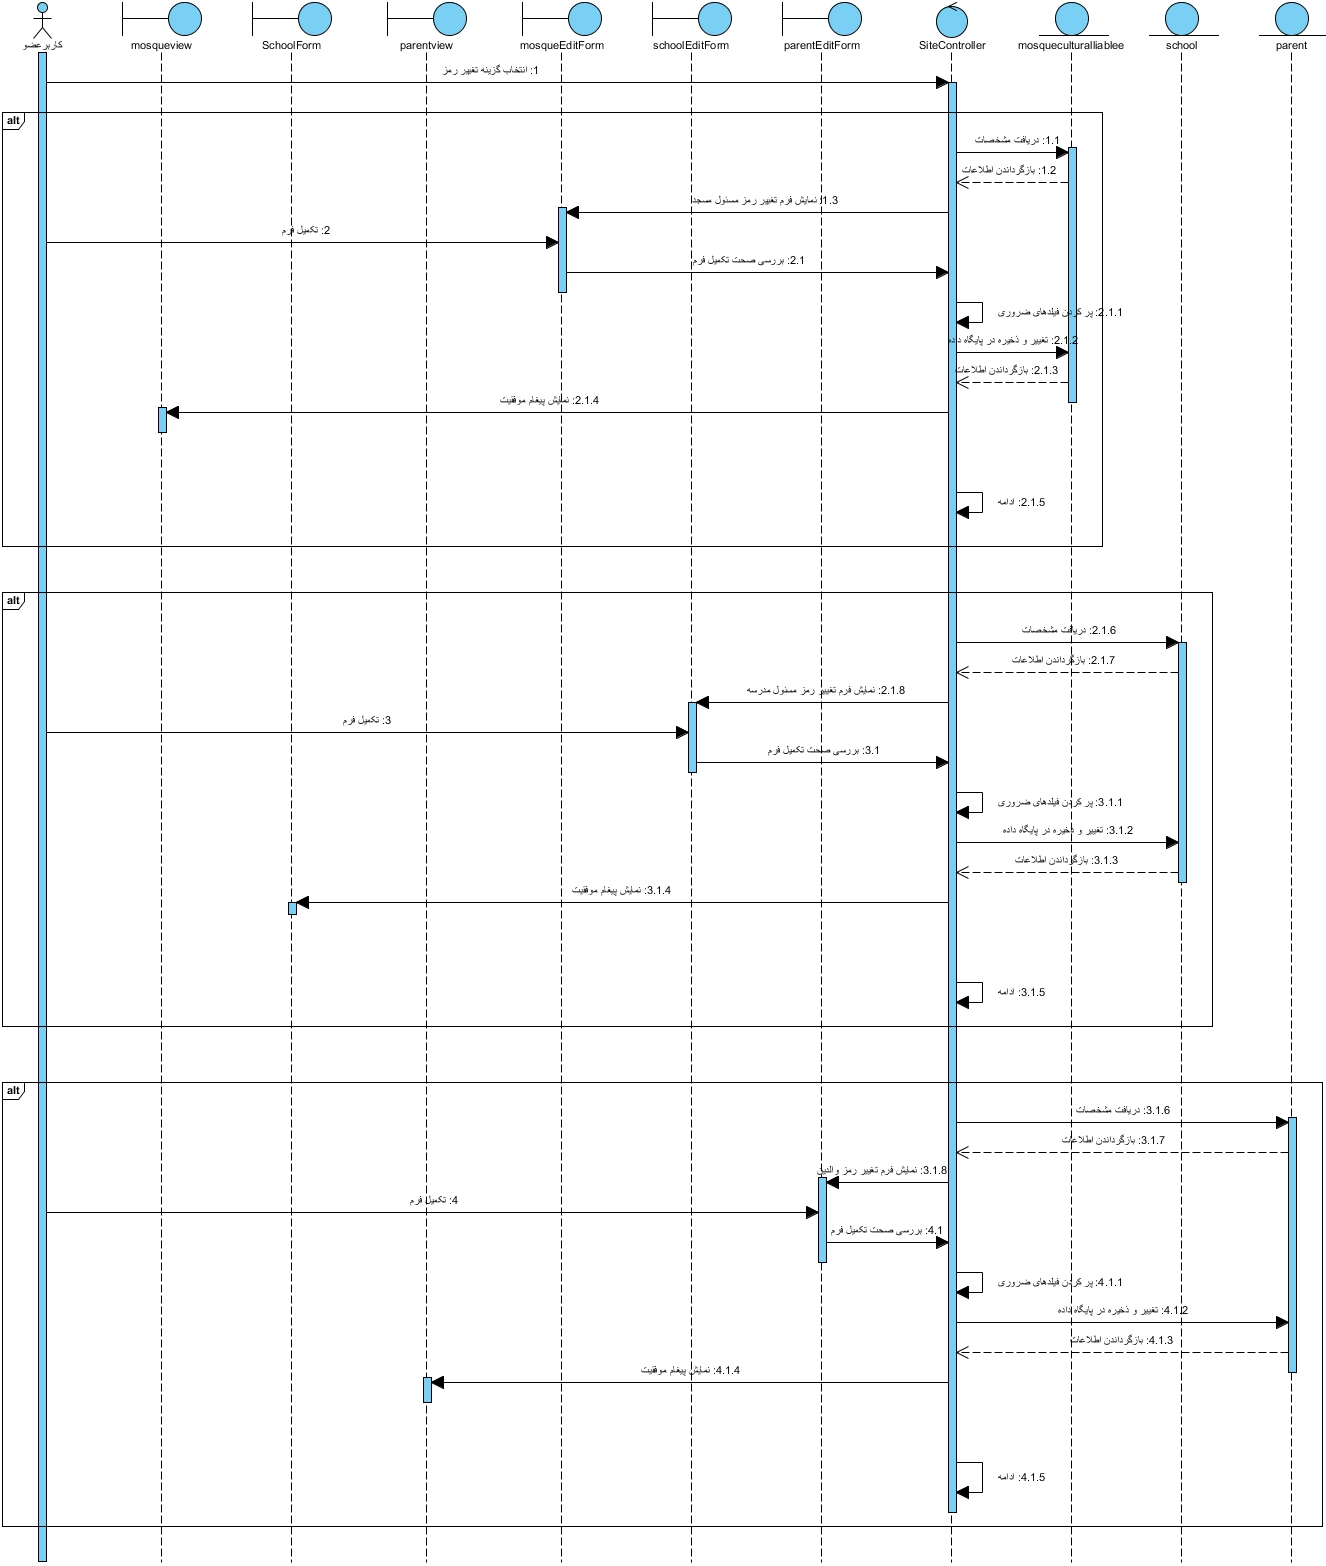 کاربر عضو
mosqueview
SchoolForm
parentview
mosqueEditForm
schoolEditForm
parentEditForm
SiteController
mosqueculturalliablee
school
parent
1: انتخاب گزینه تغییر رمز
alt
1.1: دریافت مشخصات
1.2: بازگرداندن اطلاعات
1.3: نمایش فرم تغییر رمز مسئول مسجد
2: تکمیل فرم
2.1: بررسی صحت تکمیل فرم
2.1.1: پر کردن فیلدهای ضروری
2.1.2: تغییر و ذخیره در پایگاه داده
2.1.3: بازگرداندن اطلاعات
2.1.4: نمایش پیغام موفقیت
2.1.5: ادامه
alt
2.1.6: دریافت مشخصات
2.1.7: بازگرداندن اطلاعات
2.1.8: نمایش فرم تغییر رمز مسئول مدرسه
3: تکمیل فرم
3.1: بررسی صحت تکمیل فرم
3.1.1: پر کردن فیلدهای ضروری
3.1.2: تغییر و ذخیره در پایگاه داده
3.1.3: بازگرداندن اطلاعات
3.1.4: نمایش پیغام موفقیت
3.1.5: ادامه
alt
3.1.6: دریافت مشخصات
3.1.7: بازگرداندن اطلاعات
3.1.8: نمایش فرم تغییر رمز والدین
4: تکمیل فرم
4.1: بررسی صحت تکمیل فرم
4.1.1: پر کردن فیلدهای ضروری
4.1.2: تغییر و ذخیره در پایگاه داده
4.1.3: بازگرداندن اطلاعات
4.1.4: نمایش پیغام موفقیت
4.1.5: ادامه